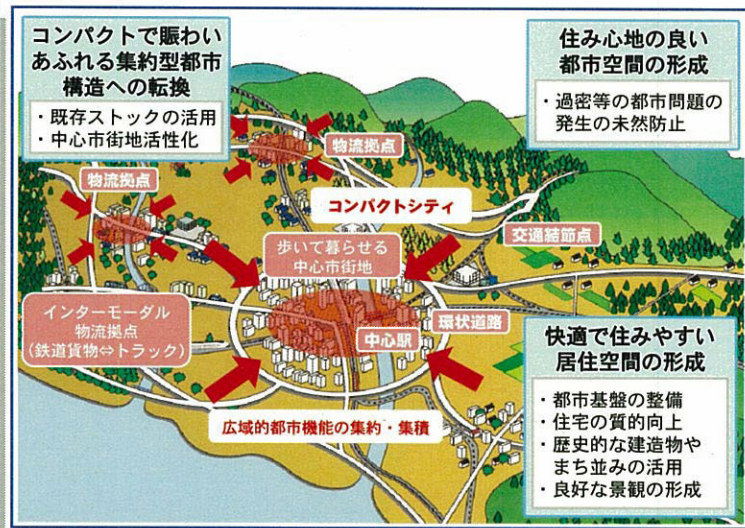 コンパクトで賑わい
あふれる集約型都市
構造への転換
・既存ストックの活用
・中心市街地活性化
住み心地の良い
都市空間の形成
・過密等の都市問題の
発生の未然防止
物流拠点
物流拠点
コンパクトシティ
交通結節点
歩いて暮らせる
中心市街地
インターモーダル
物流拠点
(鉄道貨物⇔トラック)
中心駅
環状道路
広域的都市機能の集約・集積
快適で住みやすい
居住空間の形成
・都市基盤の整備
・住宅の質的向上
・歴史的な建造物や
まち並みの活用
・良好な景観の形成